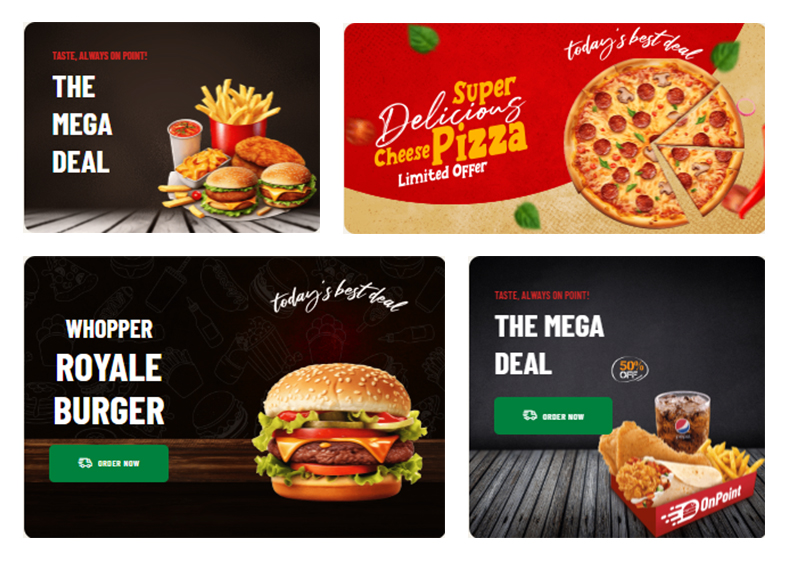 TASTE, ALWAYS ON POINT!
THE
MEGA
DEAL
today's best deal
Super
Delicious
Cheese Pizza
Limited Offer
today's best deal
WHOPPER
ROYALE
BURGER
ORDER NOW
TASTE, ALWAYS ON POINT!
THE MEGA
DEAL
50%
OFF
ORDER NOW
pepsi
OnPoint